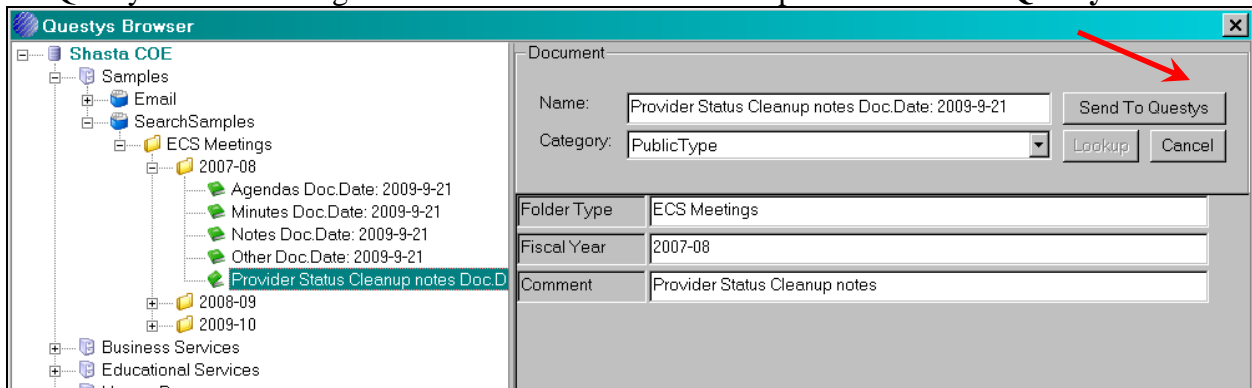 Questys Browser
Shasta COE
Samples
Email
SearchSamples
ECS Meetings
2007-08
Agendas Doc.Date: 2009-9-21
Minutes Doc.Date: 2009-9-21
Notes Doc.Date: 2009-9-21
Other Doc.Date: 2009-9-21
Provider Status Cleanup notes Doc.D
2008-09
2009-10
Business Services
Educational Services
Document
Name: Provider Status Cleanup notes Doc.Date: 2009-9-21 Send To Questys
Category: PublicType Lookup Cancel
Folder Type ECS Meetings
Fiscal Year 2007-08
Comment Provider Status Cleanup notes